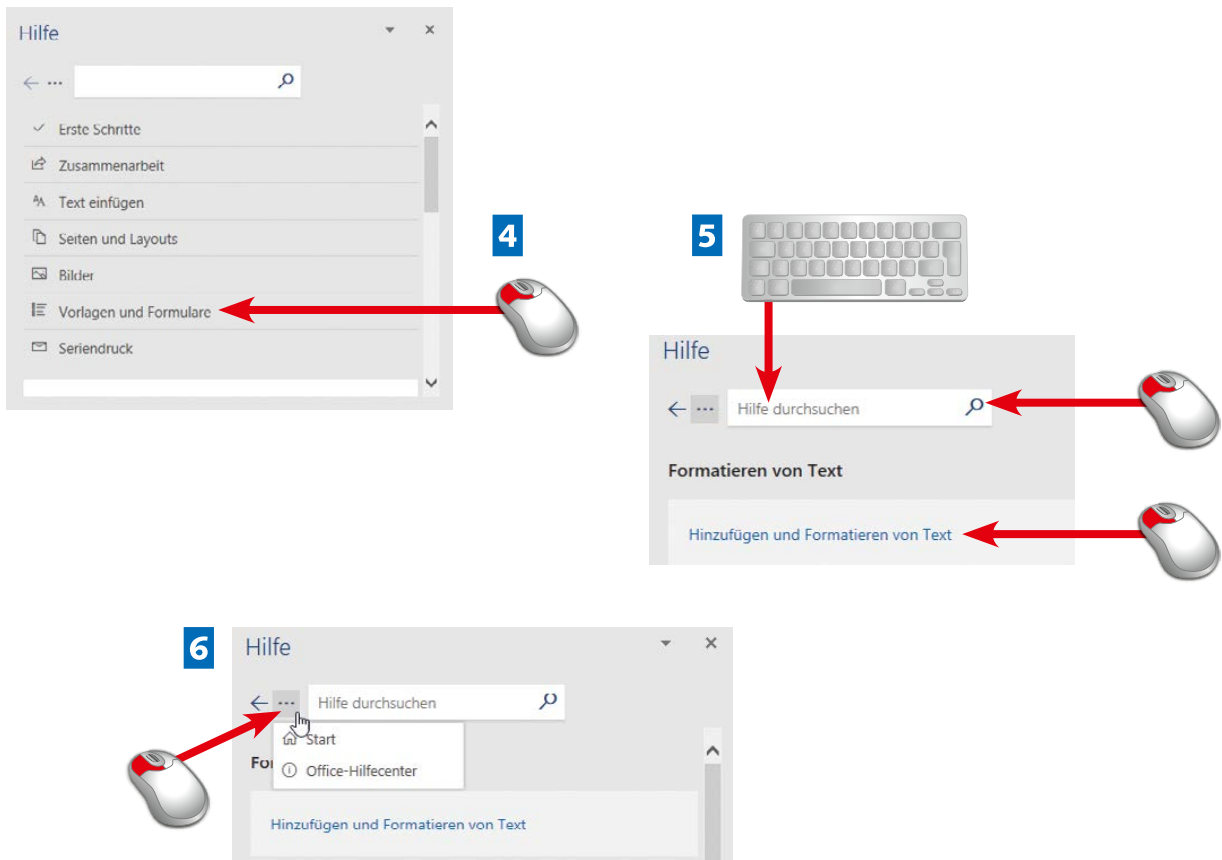 Hilfe
Erste Schritte
Zusammenarbeit
Text einfügen
Seiten und Layouts
Bilder
Vorlagen und Formulare
Seriendruck
4
5
Hilfe
Hilfe durchsuchen
Formatieren von Text
Hinzufügen und Formatieren von Text
6
Hilfe
Hilfe durchsuchen
Start
Fo
Office-Hilfecenter
Hinzufügen und Formatieren von Text